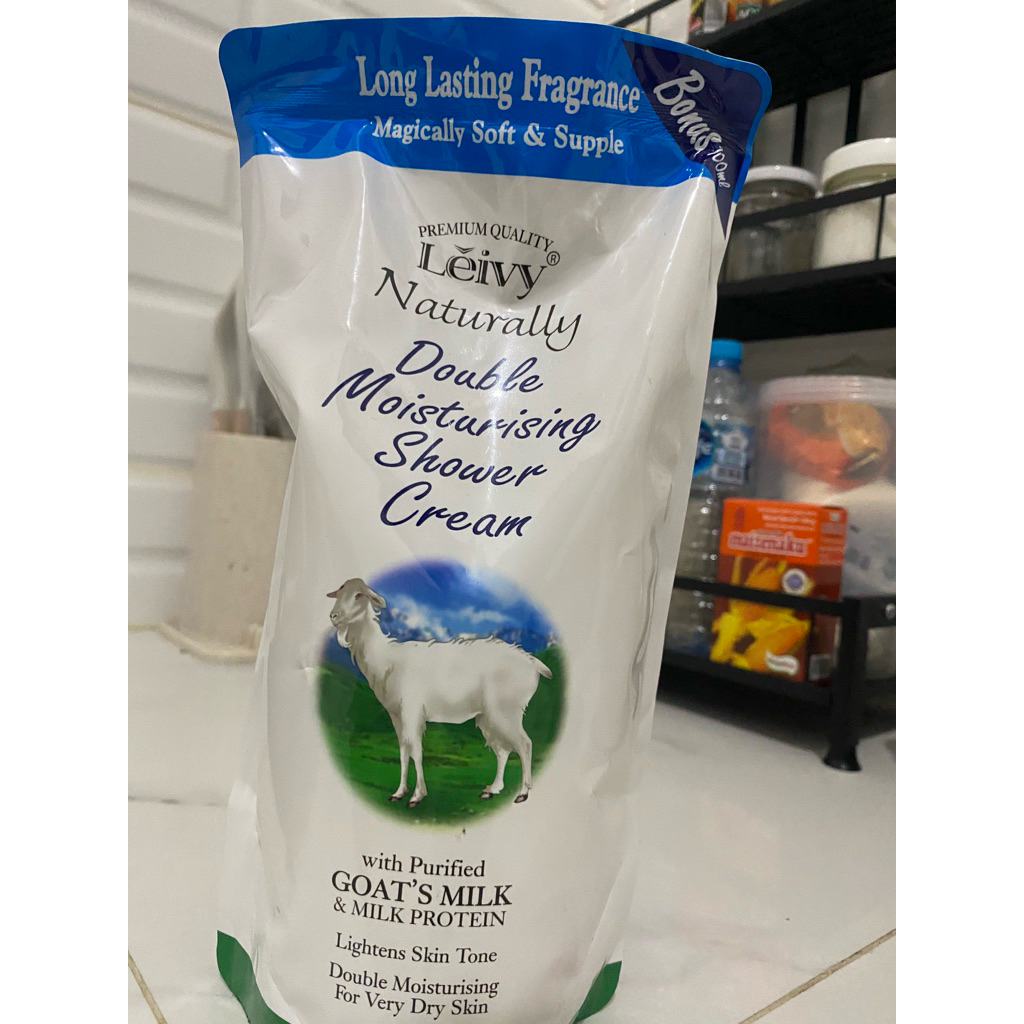 Long Lasting Fragrance
Magically Soft & Supple
Bonus
100ml
PREMIUM QUALITY
Lěivy®
Naturally
Double
Moisturising
Shower
Cream
with Purified
GOAT'S MILK
& MILK PROTEIN
Lightens Skin Tone
Double Moisturising
For Very Dry Skin